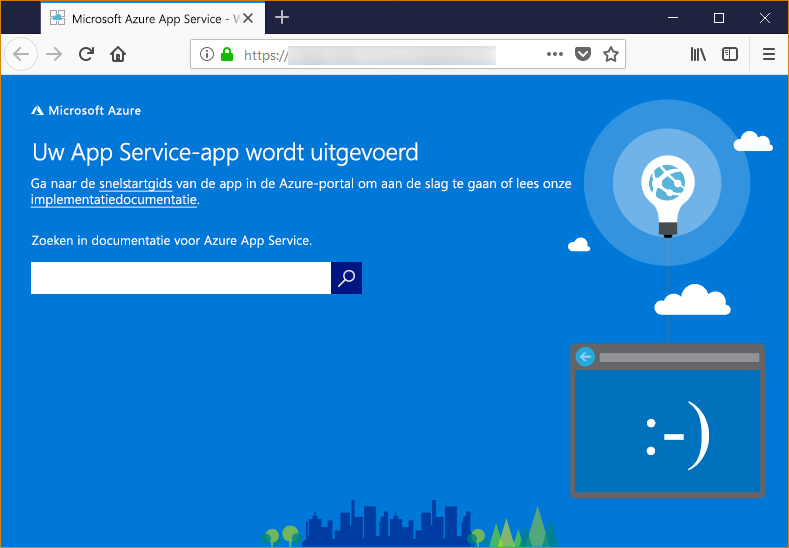 Microsoft Azure App Service - W
https://
Microsoft Azure
Uw App Service-app wordt uitgevoerd
Ga naar de snelstartgids van de app in de Azure-portal om aan de slag te gaan of lees onze
implementatiedocumentatie.
Zoeken in documentatie voor Azure App Service.
:-)